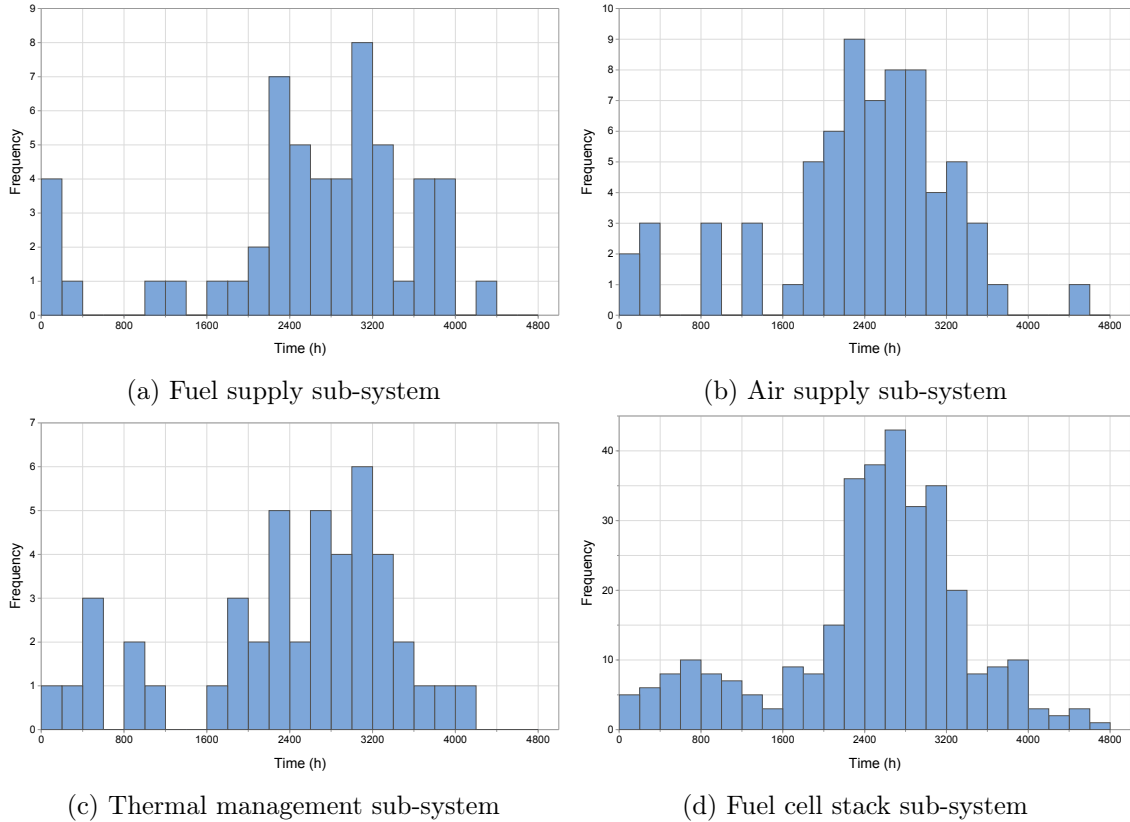 9
8
7
6
5
4
3
2
1
0
Frequency
0 800 1600 2400 3200 4000 4800
Time (h)
(a) Fuel supply sub-system
10
9
8
7
6
5
4
3
2
1
0
Frequency
0 800 1600 2400 3200 4000 4800
Time (h)
(b) Air supply sub-system
7
6
5
4
3
2
1
0
Frequency
0 800 1600 2400 3200 4000 4800
Time (h)
(c) Thermal management sub-system
40
30
20
10
0
Frequency
0 800 1600 2400 3200 4000 4800
Time (h)
(d) Fuel cell stack sub-system